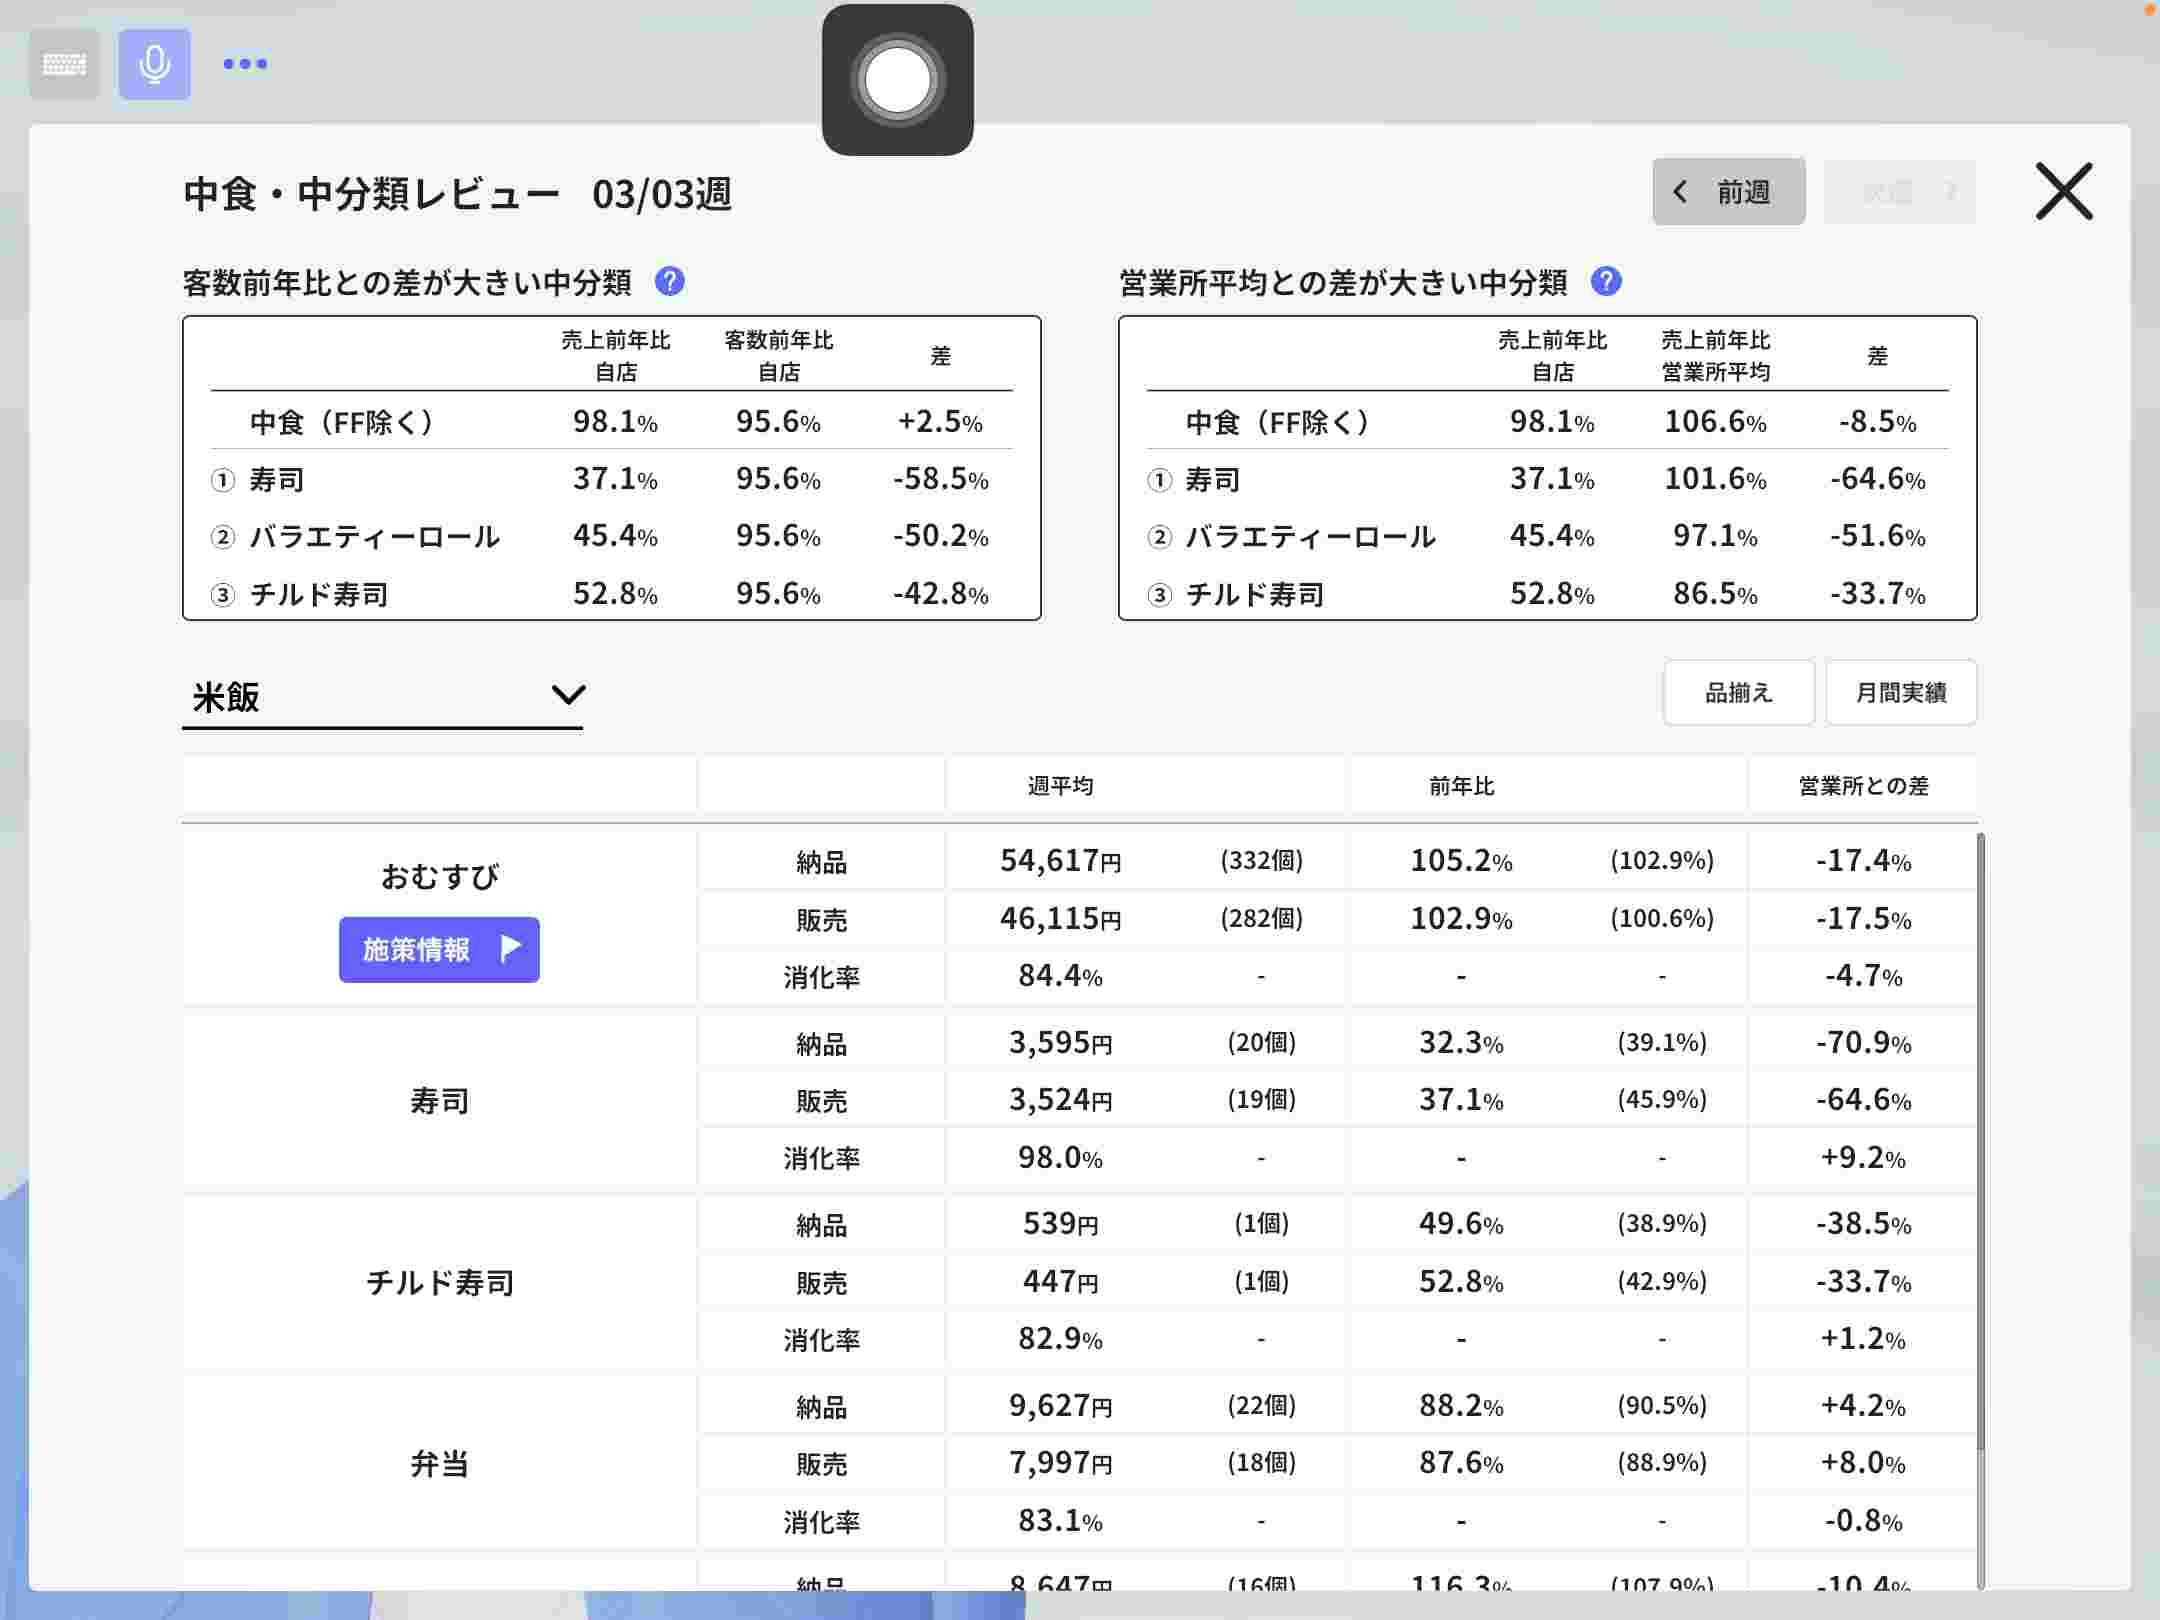 中食・中分類レビュー 03/03週
前週
次週
客数前年比との差が大きい中分類 ?
売上前年比 自店 客数前年比 自店 差
中食（FF除く） 98.1% 95.6% +2.5%
① 寿司 37.1% 95.6% -58.5%
② バラエティーロール 45.4% 95.6% -50.2%
③ チルド寿司 52.8% 95.6% -42.8%
営業所平均との差が大きい中分類 ?
売上前年比 自店 売上前年比 営業所平均 差
中食（FF除く） 98.1% 106.6% -8.5%
① 寿司 37.1% 101.6% -64.6%
② バラエティーロール 45.4% 97.1% -51.6%
③ チルド寿司 52.8% 86.5% -33.7%
米飯
品揃え
月間実績
週平均 前年比 営業所との差
おむすび
施策情報
納品 54,617円 (332個) 105.2% (102.9%) -17.4%
販売 46,115円 (282個) 102.9% (100.6%) -17.5%
消化率 84.4% - - - -4.7%
寿司
納品 3,595円 (20個) 32.3% (39.1%) -70.9%
販売 3,524円 (19個) 37.1% (45.9%) -64.6%
消化率 98.0% - - - +9.2%
チルド寿司
納品 539円 (1個) 49.6% (38.9%) -38.5%
販売 447円 (1個) 52.8% (42.9%) -33.7%
消化率 82.9% - - - +1.2%
弁当
納品 9,627円 (22個) 88.2% (90.5%) +4.2%
販売 7,997円 (18個) 87.6% (88.9%) +8.0%
消化率 83.1% - - - -0.8%
納品 8,647円 (16個) 116.3% (107.9%) -10.4%